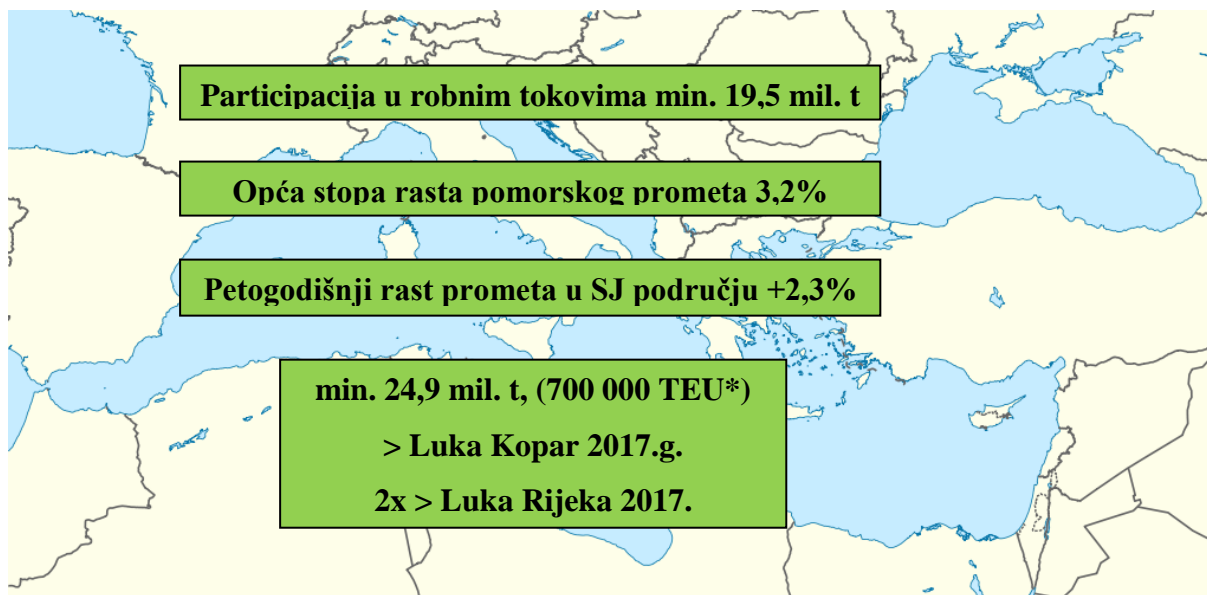 Participacija u robnim tokovima min. 19,5 mil. t
Opća stopa rasta pomorskog prometa 3,2%
Petogodišnji rast prometa u SJ području +2,3%
min. 24,9 mil. t, (700 000 TEU*)
> Luka Kopar 2017.g.
2x > Luka Rijeka 2017.